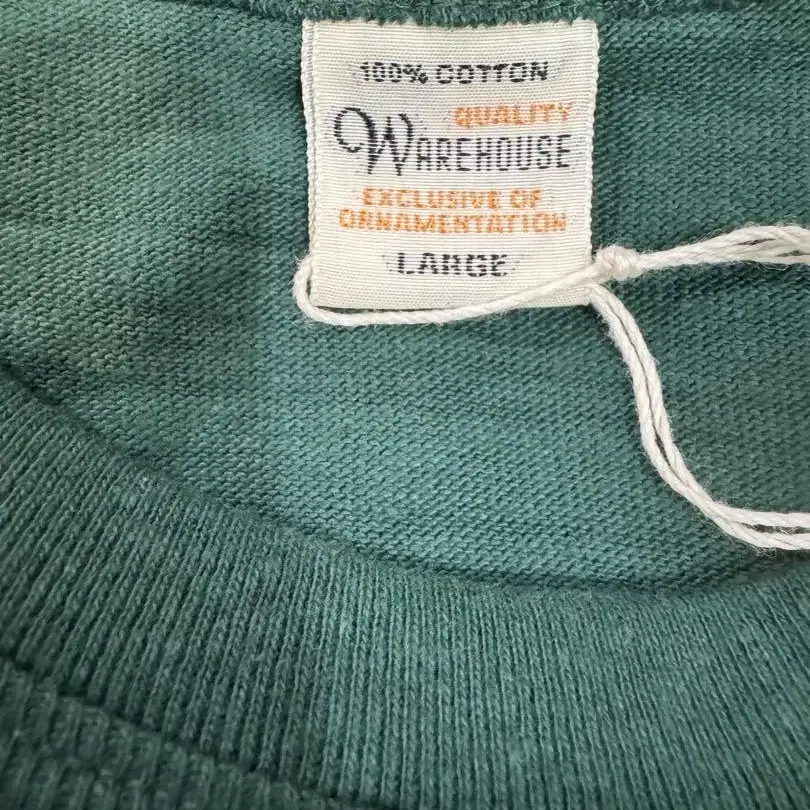 100% COTTON
QUALITY
WAREHOUSE
EXCLUSIVE OF
ORNAMENTATION
LARGE